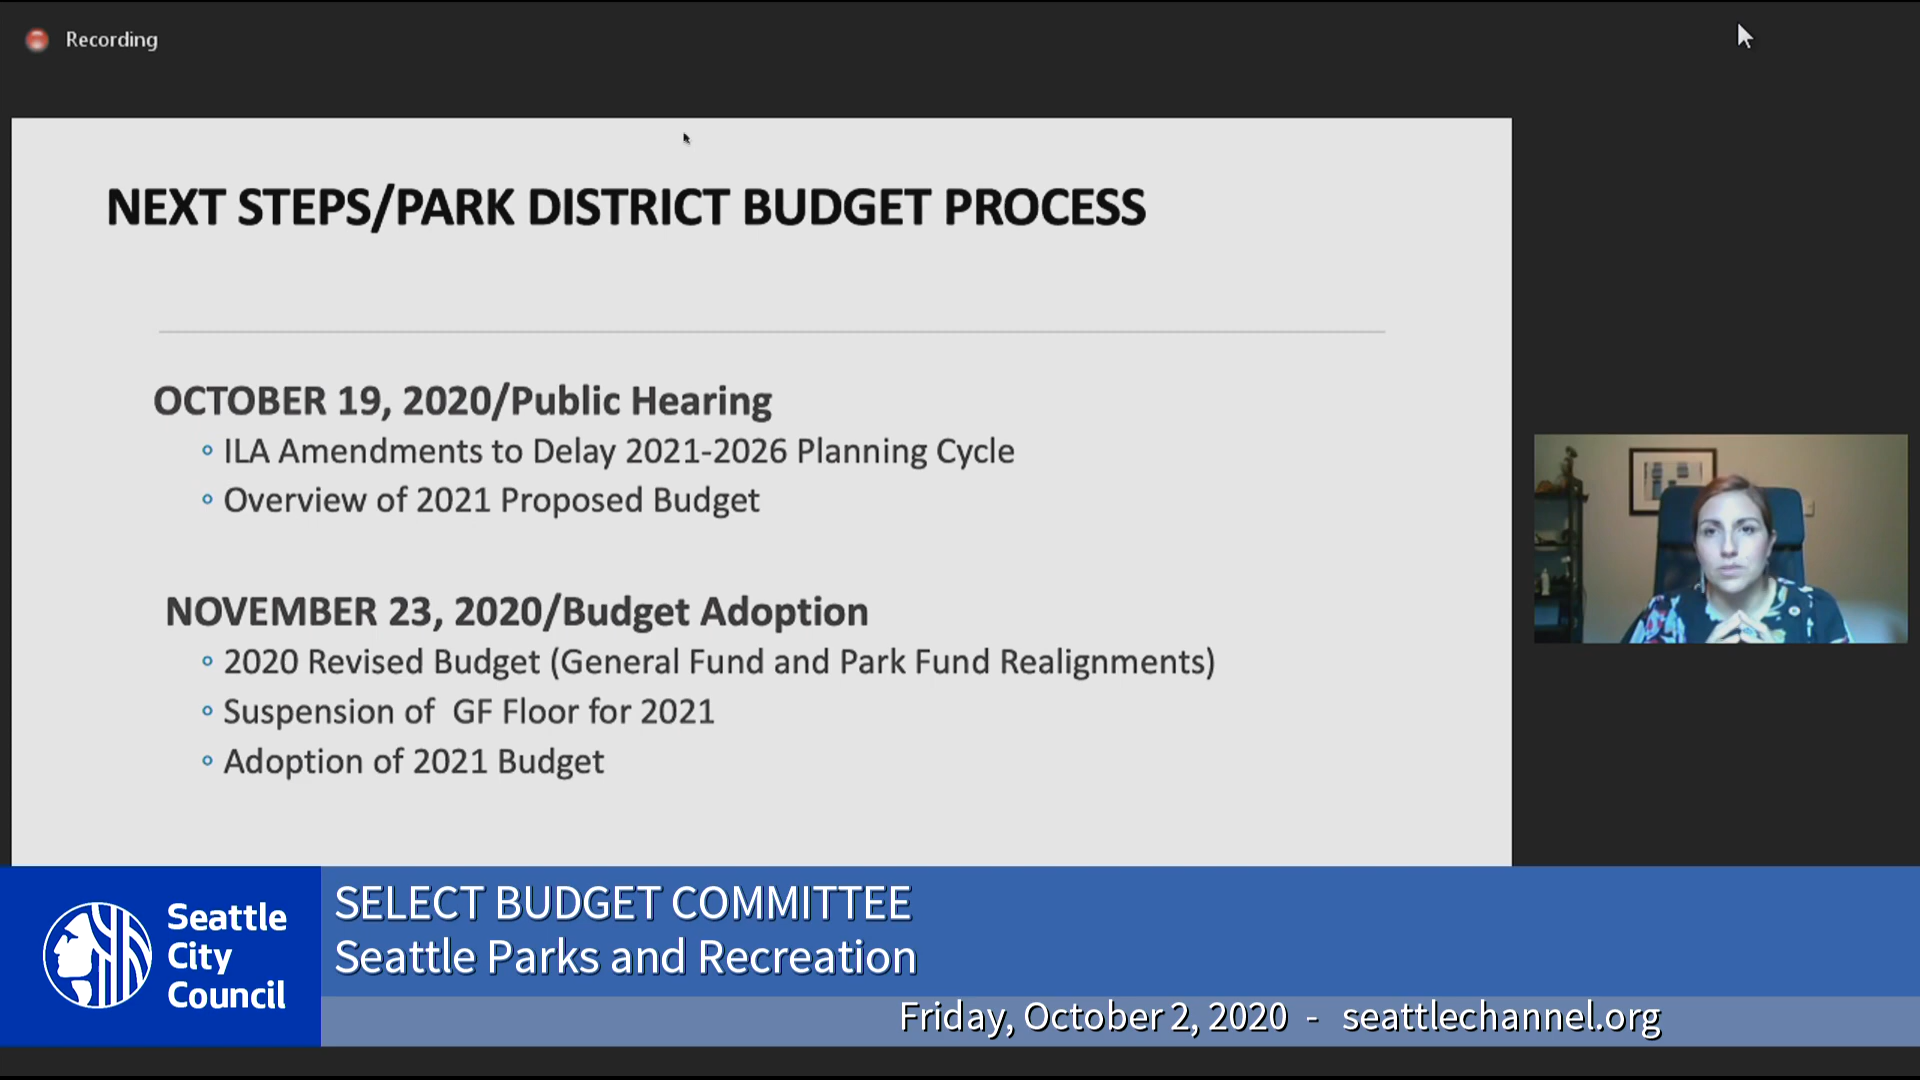 Recording
NEXT STEPS/PARK DISTRICT BUDGET PROCESS
OCTOBER 19, 2020/Public Hearing
◦ ILA Amendments to Delay 2021-2026 Planning Cycle
◦ Overview of 2021 Proposed Budget
NOVEMBER 23, 2020/Budget Adoption
◦ 2020 Revised Budget (General Fund and Park Fund Realignments)
◦ Suspension of  GF Floor for 2021
◦ Adoption of 2021 Budget
Seattle
City
Council
SELECT BUDGET COMMITTEE
Seattle Parks and Recreation
Friday, October 2, 2020  -  seattlechannel.org